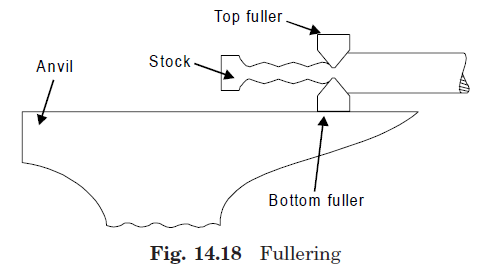 Top fuller
Stock
Anvil
Bottom fuller
Fig. 14.18 Fullering